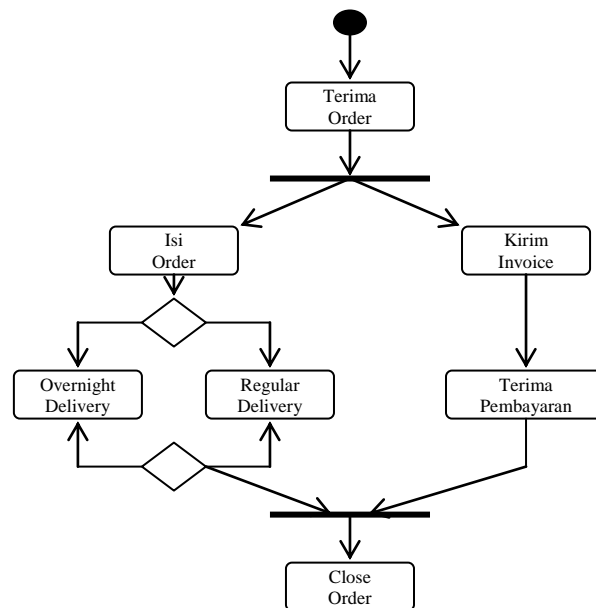 Terima
Order
Isi
Order
Kirim
Invoice
Overnight
Delivery
Regular
Delivery
Terima
Pembayaran
Close
Order